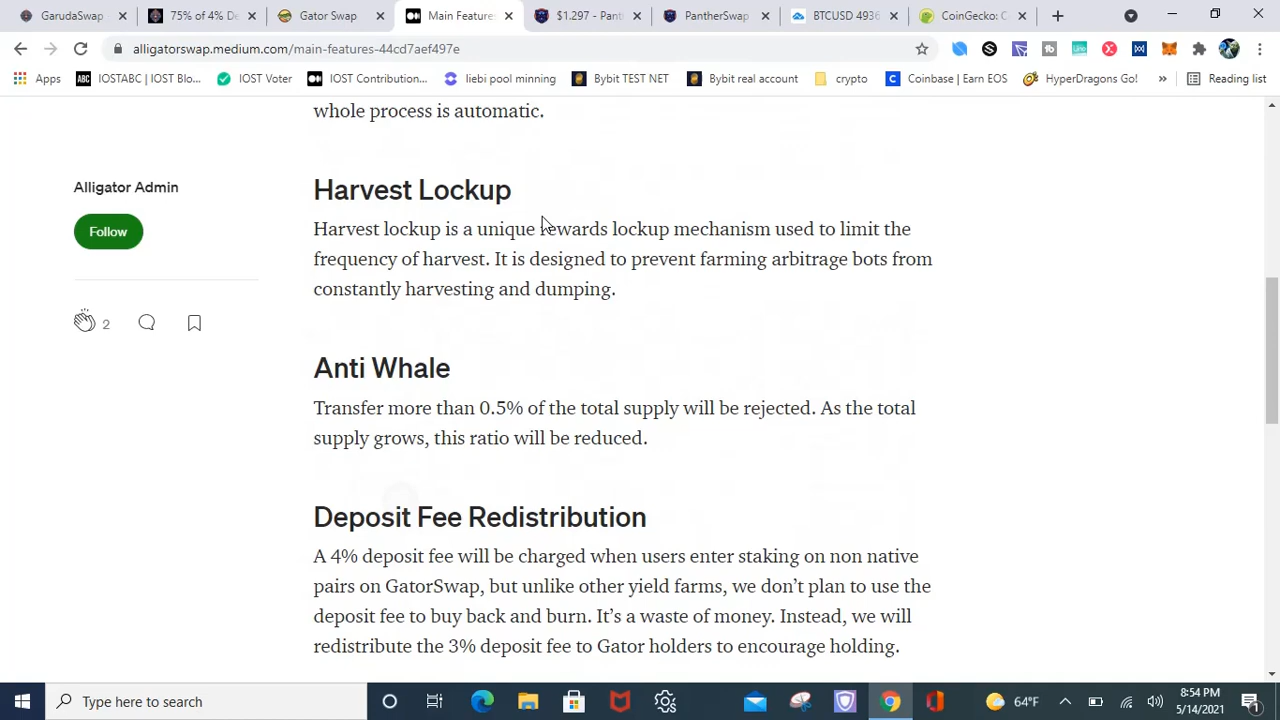 GarudaSwa
75% of 4% De
Gator Swap
Main Features
$1.297 - Pant
PantherSwap
BTCUSD 4936
CoinGecko: C
alligatorswap.medium.com/main-features-44cd7aef497e
Apps
IOSTABC | IOST Blo...
IOST Voter
IOST Contribution...
liebi pool minning
Bybit TEST NET
Bybit real account
crypto
Coinbase | Earn EOS
HyperDragons Go!
Reading list
whole process is automatic.
Alligator Admin
Follow
2
Harvest Lockup
Harvest lockup is a unique rewards lockup mechanism used to limit the
frequency of harvest. It is designed to prevent farming arbitrage bots from
constantly harvesting and dumping.
Anti Whale
Transfer more than 0.5% of the total supply will be rejected. As the total
supply grows, this ratio will be reduced.
Deposit Fee Redistribution
A 4% deposit fee will be charged when users enter staking on non native
pairs on GatorSwap, but unlike other yield farms, we don't plan to use the
deposit fee to buy back and burn. It's a waste of money. Instead, we will
redistribute the 3% deposit fee to Gator holders to encourage holding.
Type here to search
64°F
8:54 PM
5/14/2021